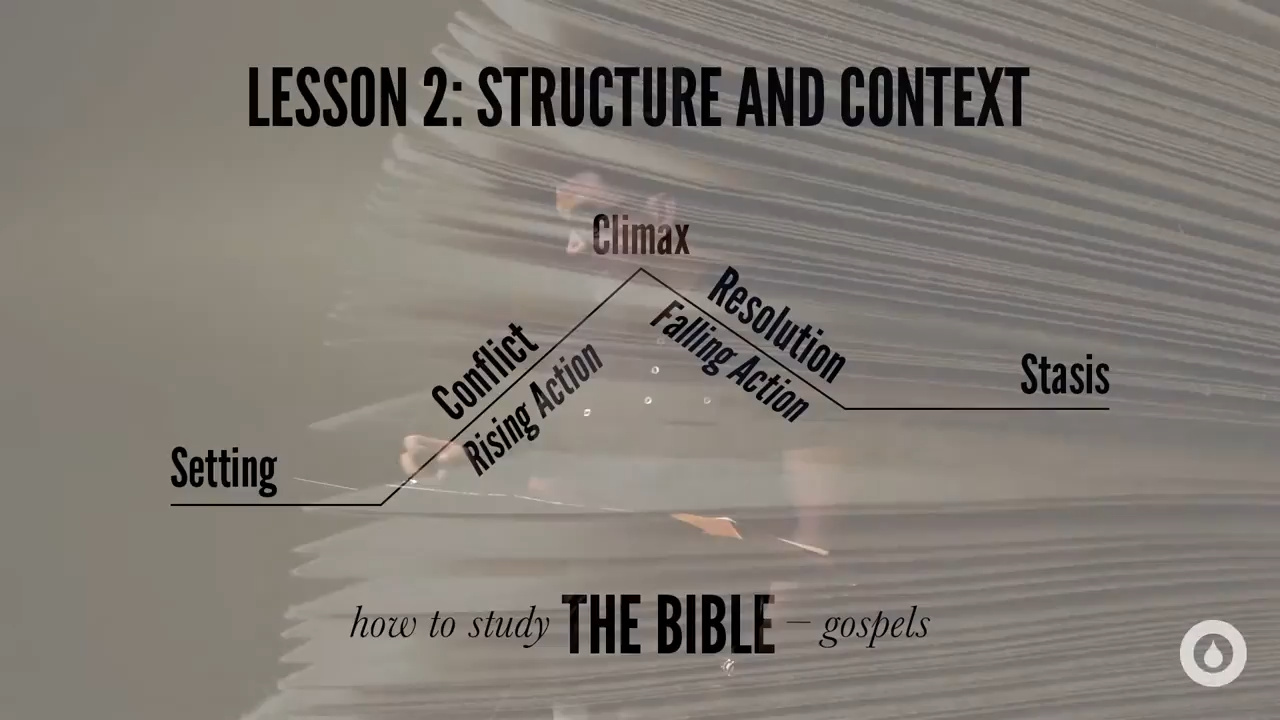 LESSON 2: STRUCTURE AND CONTEXT
Climax
Conflict
Rising Action
Resolution
Falling Action
Setting
Stasis
how to study THE BIBLE – gospels